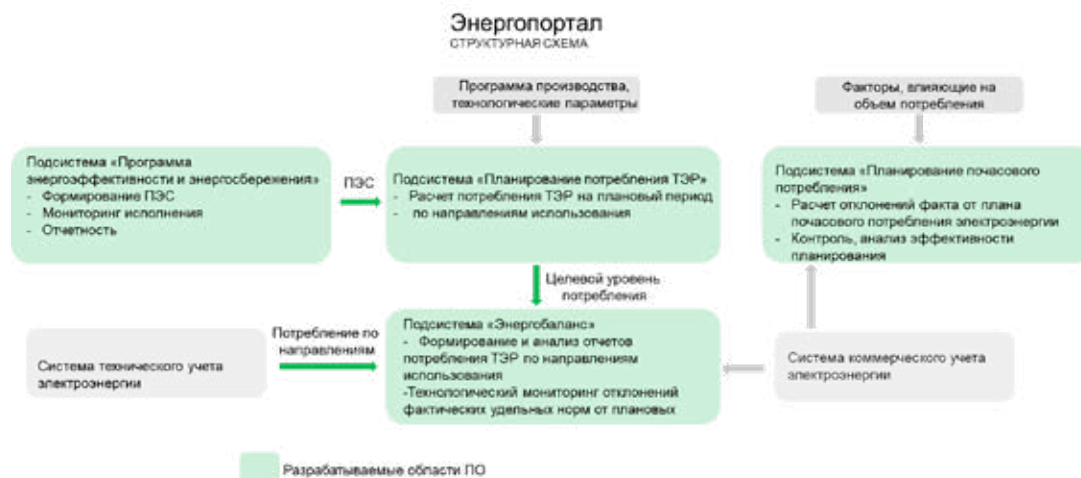 Энергопортал
СТРУКТУРНАЯ СХЕМА
Программа производства,
технологические параметры
Факторы, влияющие на
объем потребления
Подсистема «Программа
энергоэффективности и энергосбережения»
- Формирование ПЭС
- Мониторинг исполнения
- Отчетность
ПЭС
Подсистема «Планирование потребления ТЭР»
- Расчет потребления ТЭР на плановый период
- по направлениям использования
Подсистема «Планирование почасового
потребления»
- Расчет отклонений факта от плана
почасового потребления электроэнергии
- Контроль, анализ эффективности
планирования
Целевой уровень
потребления
Система технического учета
электроэнергии
Потребление по
направлениям
Подсистема «Энергобаланс»
- Формирование и анализ отчетов
потребления ТЭР по направлениям
использования
-Технологический мониторинг отклонений
фактических удельных норм от плановых
Система коммерческого учета
электроэнергии
Разрабатываемые области ПО